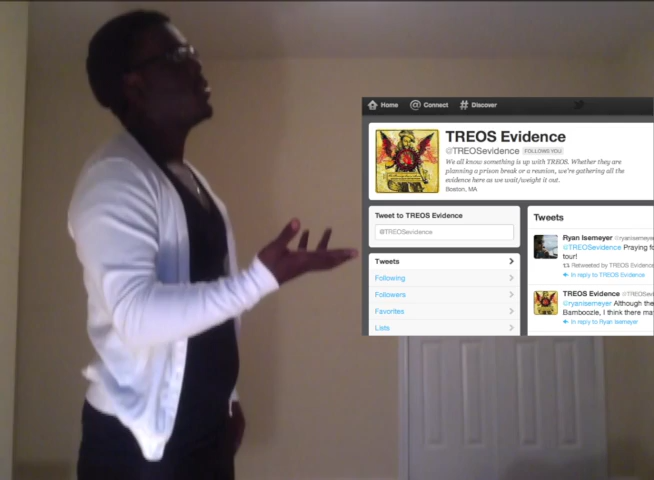 Home Connect Discover
TREOS Evidence
@TREOSevidence FOLLOWS YOU
We all know something is up with TREOS. Whether they are
planning a prison break or a reunion, we're gathering all the
evidence here as we wait/weight it out.
Boston, MA
Tweet to TREOS Evidence
@TREOSevidence
Tweets
Following
Followers
Favorites
Lists
Tweets
Ryan Isemeyer @ryanisemeyer
@TREOSevidence Praying fo
tour!
Retweeted by TREOS Evidence
in reply to TREOS Evidence
TREOS Evidence @TREOSev
@ryanisemeyer Although the
Bamboozle, I think there ma
in reply to Ryan Isemeyer